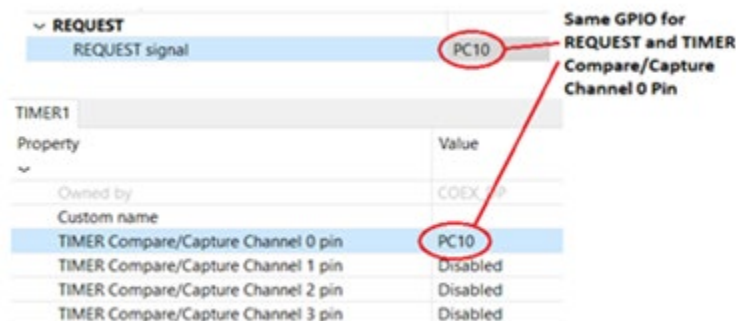 REQUEST
REQUEST signal PC10
Same GPIO for
REQUEST and TIMER
Compare/Capture
Channel 0 Pin
TIMER1
Property Value
Owned by
Custom name
TIMER Compare/Capture Channel 0 pin PC10
TIMER Compare/Capture Channel 1 pin Disabled
TIMER Compare/Capture Channel 2 pin Disabled
TIMER Compare/Capture Channel 3 pin Disabled